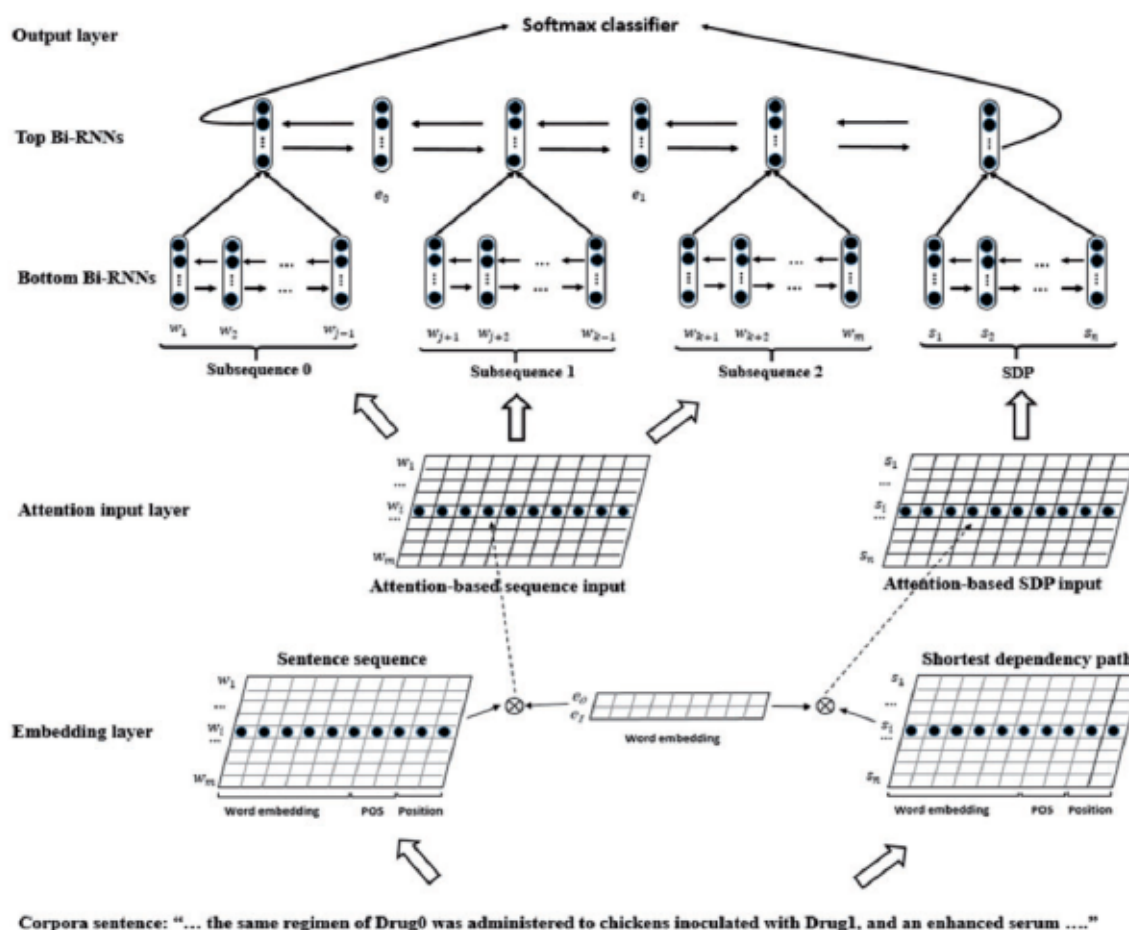 Output layer
Softmax classifier
Top Bi-RNNs
e₀
e₁
Bottom Bi-RNNs
...
...
...
...
...
...
...
...
w₁ w₂ wⱼ₋₁ wⱼ₊₁ wⱼ₊₂ wₖ₋₁ wₖ₊₁ wₖ₊₂ wₘ s₁ s₂ sₙ
Subsequence 0 Subsequence 1 Subsequence 2 SDP
w₁ s₁
... ...
Attention input layer wᵢ sᵢ
... ...
wₘ sₙ
Attention-based sequence input Attention-based SDP input
Sentence sequence Shortest dependency path
w₁ s₁
... ...
e₀
Embedding layer wᵢ e₁ sᵢ
... ...
Word embedding
wₘ sₙ
Word embedding POS Position Word embedding POS Position
Corpora sentence: “... the same regimen of Drug0 was administered to chickens inoculated with Drug1, and an enhanced serum ....”